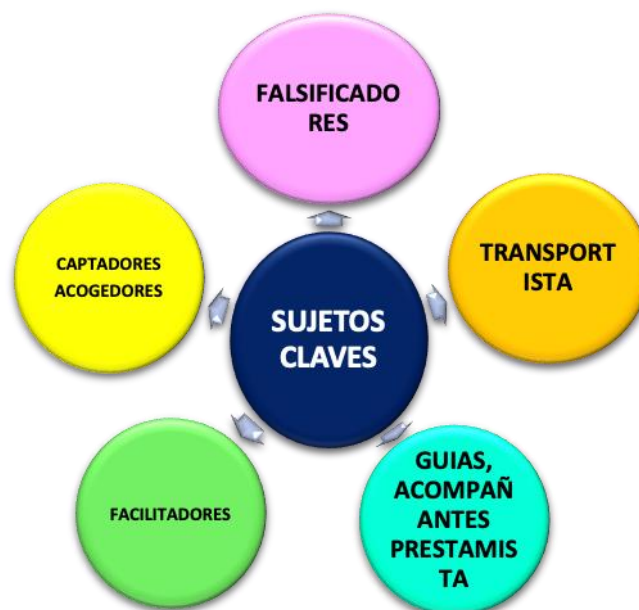 FALSIFICADO
RES
CAPTADORES
ACOGEDORES
TRANSPORT
ISTA
SUJETOS
CLAVES
FACILITADORES
GUIAS,
ACOMPAÑ
ANTES
PRESTAMIS
TA